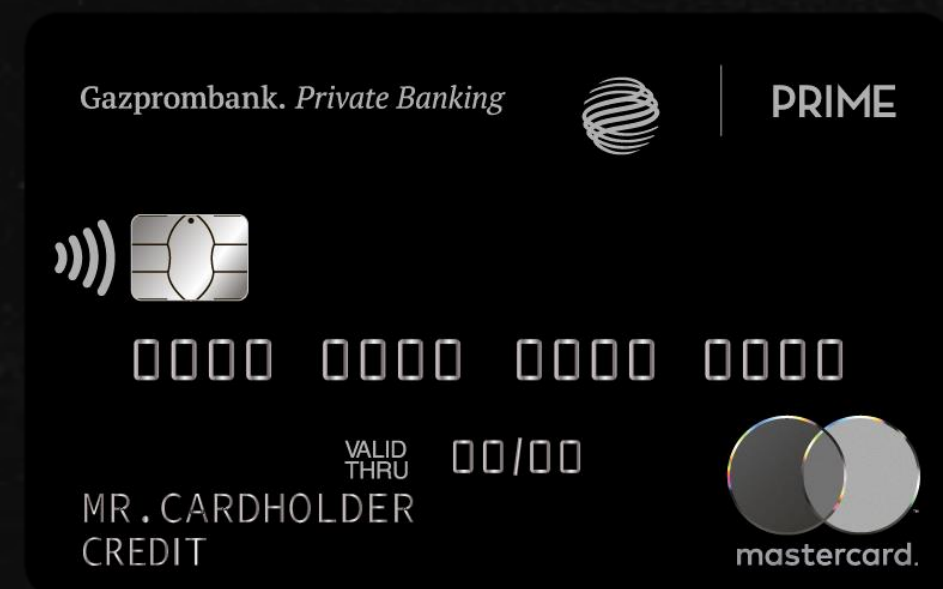 Gazprombank. Private Banking
PRIME
0000 0000 0000 0000
VALID
THRU
00/00
MR.CARDHOLDER
CREDIT
mastercard.